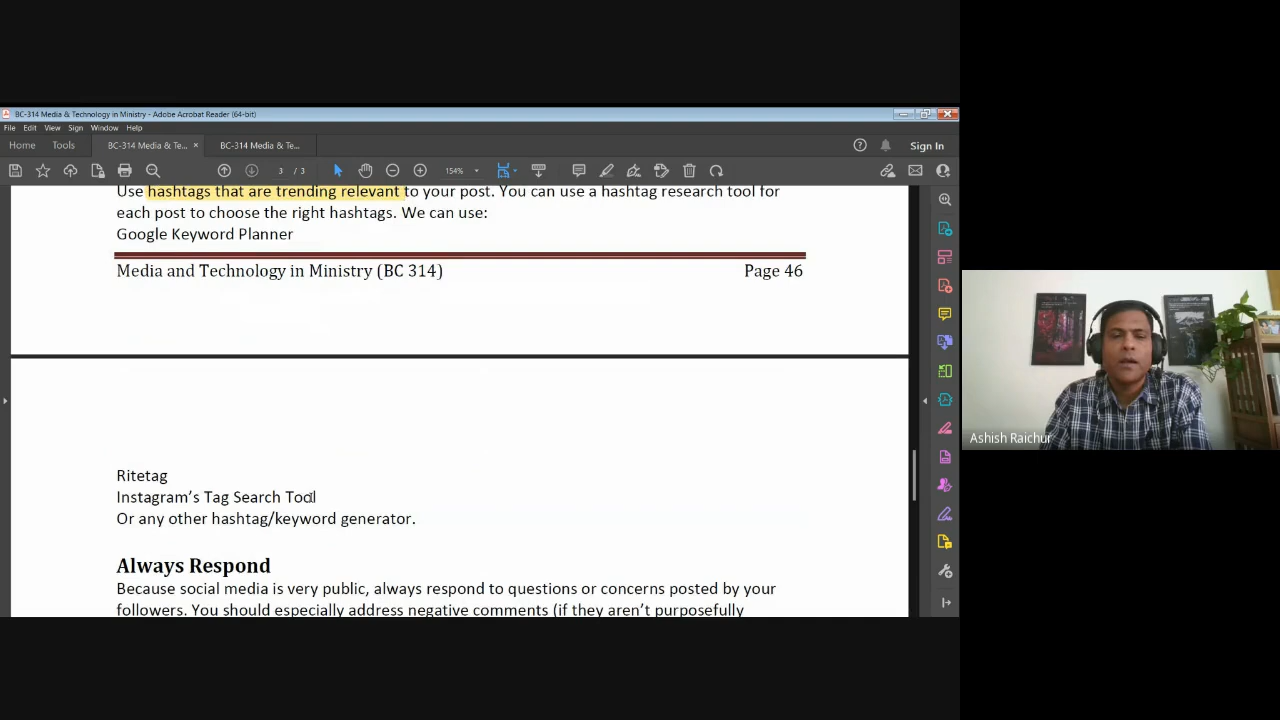 BC-314 Media & Technology in Ministry - Adobe Acrobat Reader (64-bit)
File Edit View Sign Window Help
Home Tools BC-314 Media & Te... × BC-314 Media & Te... Sign In
3 / 3 154%
Use hashtags that are trending relevant to your post. You can use a hashtag research tool for
each post to choose the right hashtags. We can use:
Google Keyword Planner
Media and Technology in Ministry (BC 314) Page 46
Ritetag
Instagram's Tag Search Tool
Or any other hashtag/keyword generator.
Always Respond
Because social media is very public, always respond to questions or concerns posted by your
followers. You should especially address negative comments (if they aren't purposefully
Ashish Raichur